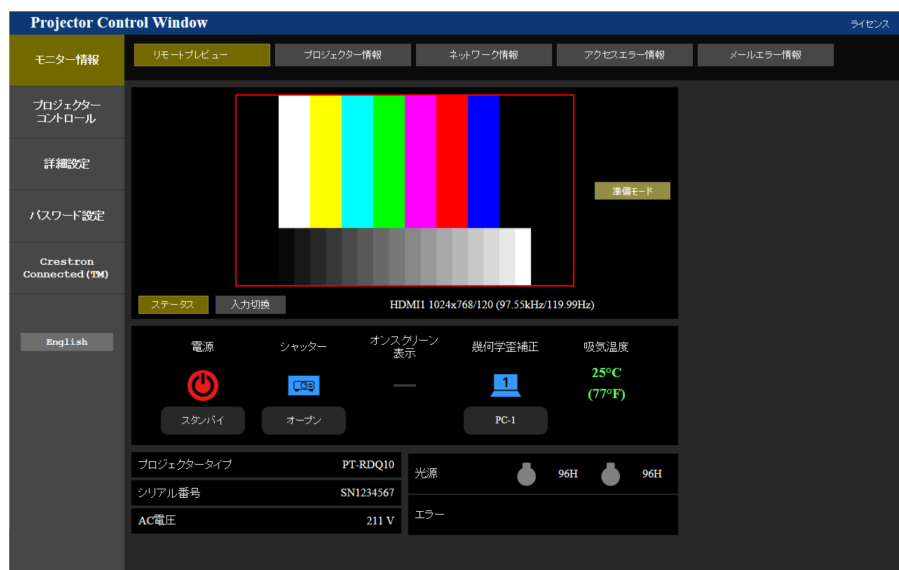 Projector Control Window
ライセンス
モニター情報
リモートプレビュー
プロジェクター情報
ネットワーク情報
アクセスエラー情報
メールエラー情報
プロジェクター
コントロール
詳細設定
パスワード設定
Crestron
Connected(TM)
English
準備モード
ステータス
入力切換
HDMI1 1024x768/120 (97.55kHz/119.99Hz)
電源
シャッター
オンスクリーン
表示
幾何学歪補正
吸気温度
25°C
(77°F)
1
スタンバイ
オープン
PC-1
プロジェクタータイプ
PT-RDQ10
シリアル番号
SN1234567
AC電圧
211 V
光源
96H
96H
エラー